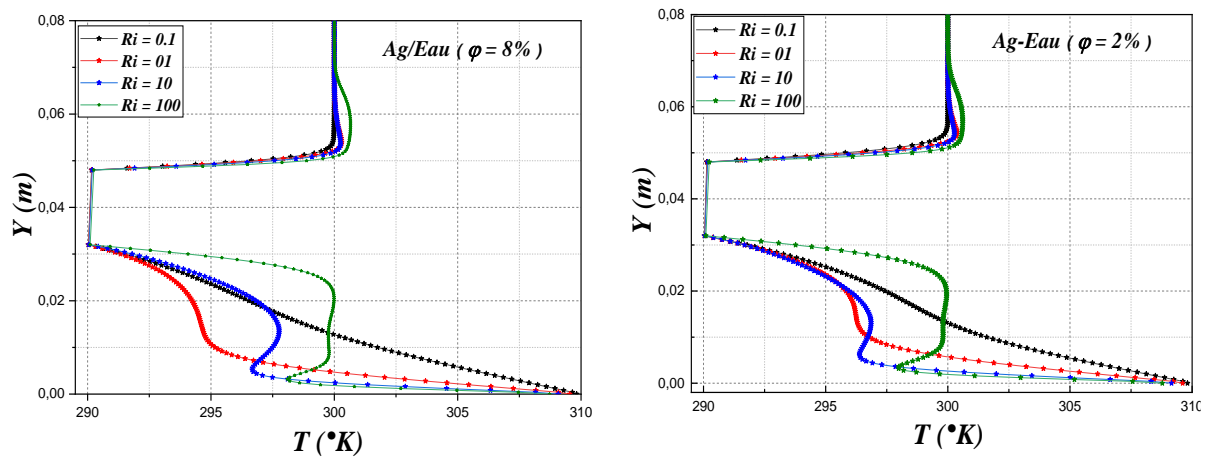 0,08
0,06
0,04
0,02
0,00
Y (m)
Ri = 0.1
Ri = 01
Ri = 10
Ri = 100
Ag/Eau ( φ = 8% )
290 295 300 305 310
T (°K)
0,08
0,06
0,04
0,02
0,00
Y (m)
Ri = 0.1
Ri = 01
Ri = 10
Ri = 100
Ag-Eau ( φ = 2% )
290 295 300 305 310
T (°K)